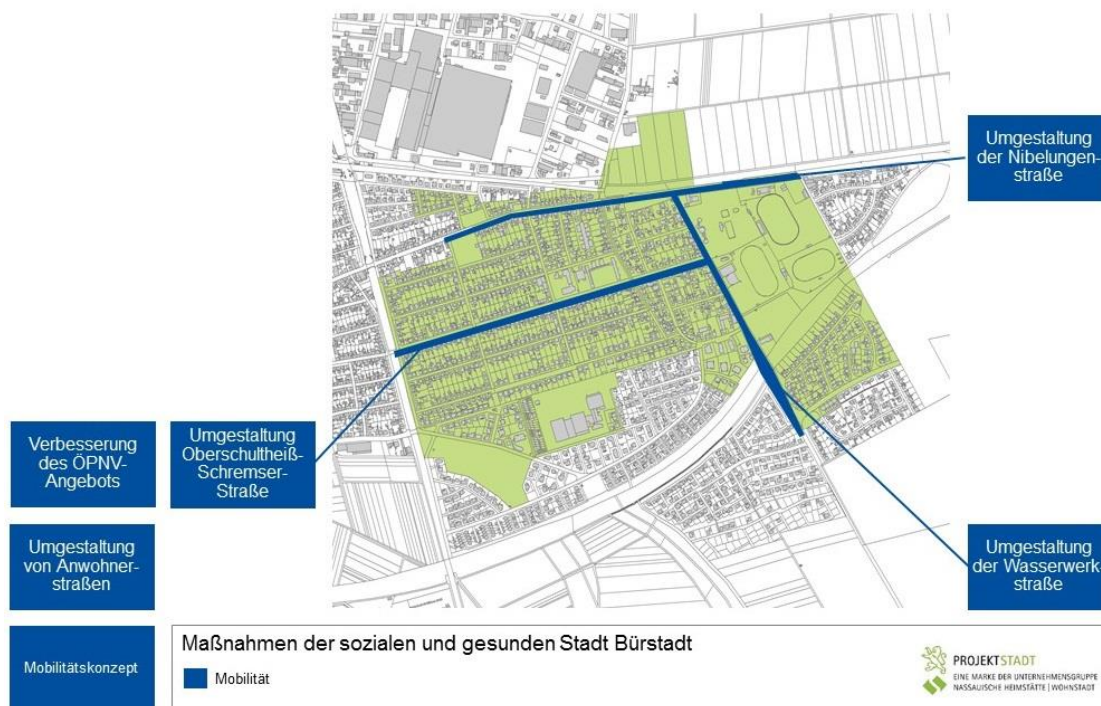 Umgestaltung
der Nibelungen-
straße
Verbesserung
des ÖPNV-
Angebots
Umgestaltung
Oberschultheiß-
Schremser-
Straße
Umgestaltung
von Anwohner-
straßen
Umgestaltung
der Wasserwerk-
straße
Mobilitätskonzept
Maßnahmen der sozialen und gesunden Stadt Bürstadt
Mobilität
PROJEKTSTADT
EINE MARKE DER UNTERNEHMENSGRUPPE
NASSAUISCHE HEIMSTÄTTE | WOHNSTADT